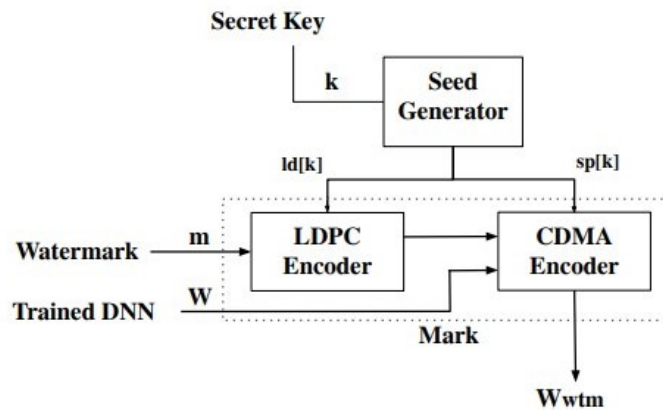 Secret Key
k
Seed
Generator
ld[k]
sp[k]
Watermark
m
LDPC
Encoder
CDMA
Encoder
Trained DNN
W
Mark
Wwtm